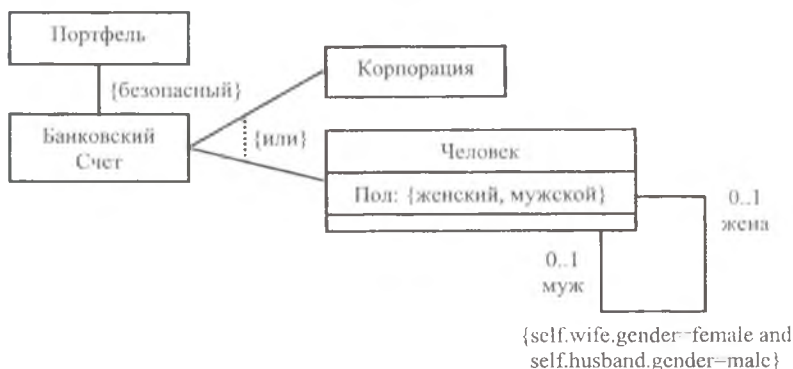 Портфель
{безопасный}
Корпорация
Банковский
Счет
{или}
Человек
Пол: {женский, мужской}
0..1
жена
0..1
муж
{self.wife.gender=female and
self.husband.gender=male}